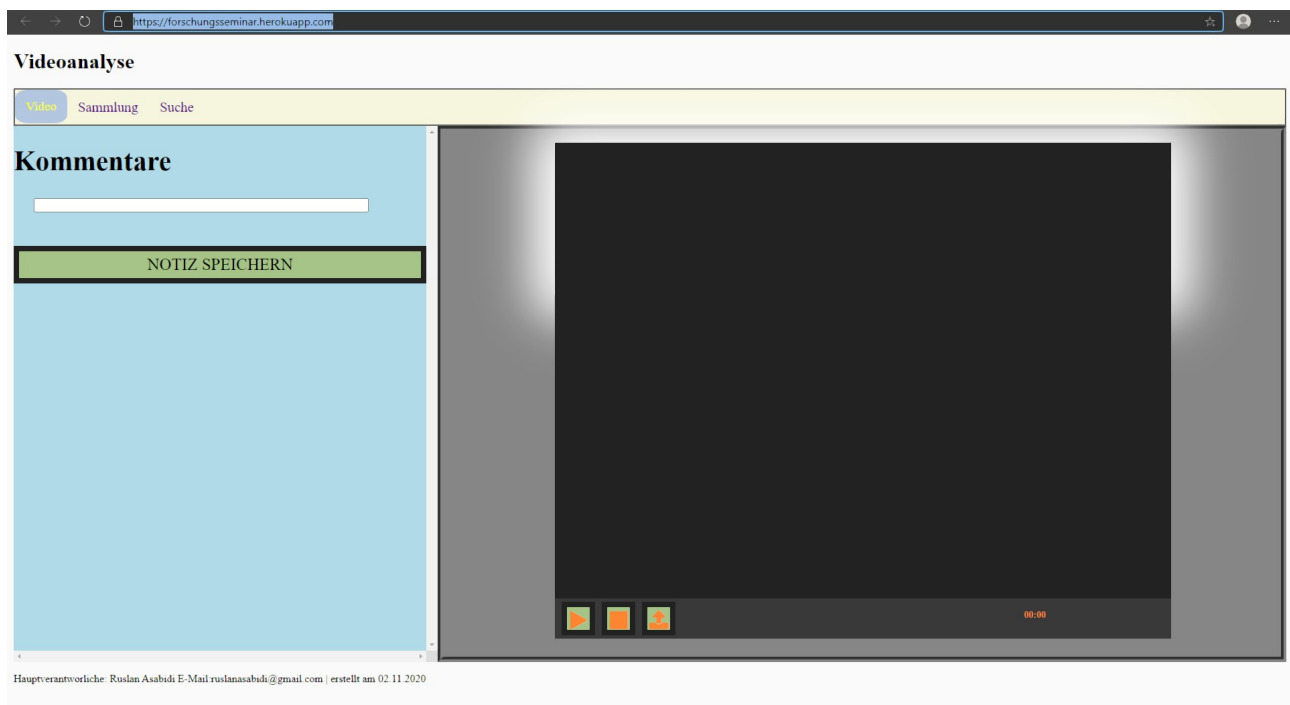 https://forschungsseminar.herokuapp.com
Videoanalyse
Video Sammlung Suche
Kommentare
NOTIZ SPEICHERN
00:00
Hauptverantworliche: Ruslan Asabidi E-Mail:ruslanasabidi@gmail.com | erstellt am 02.11.2020